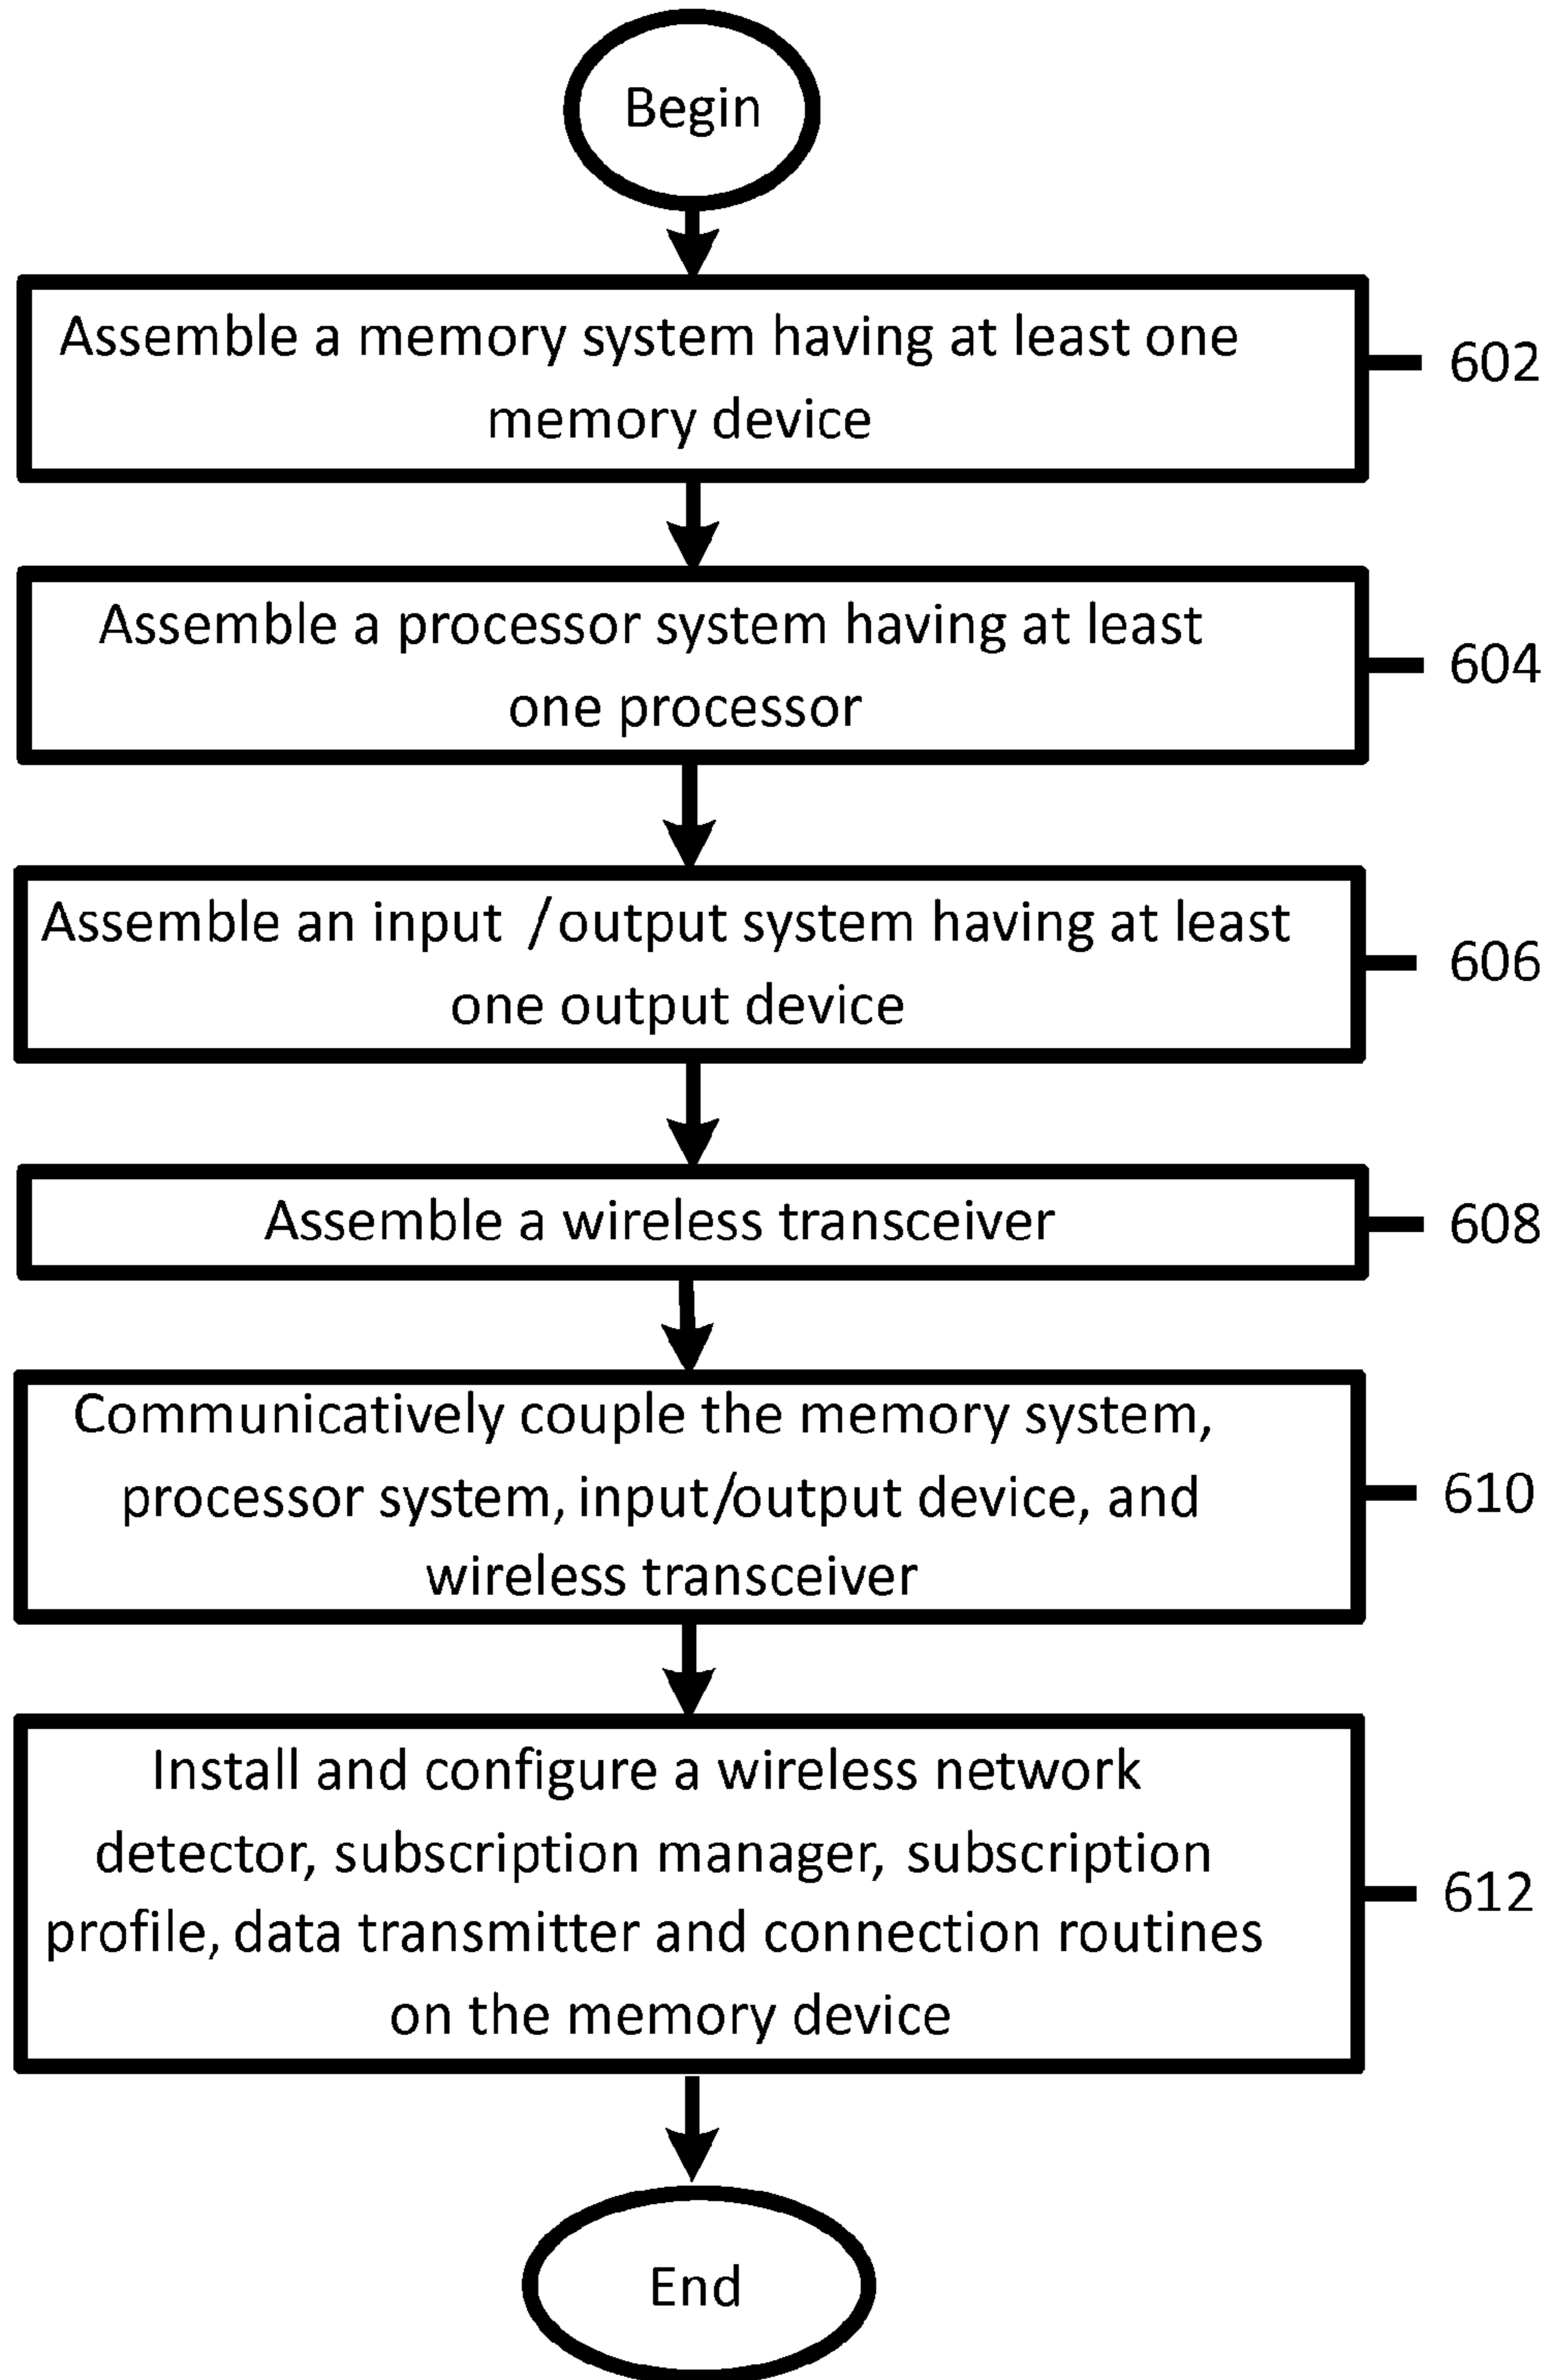 Begin
Assemble a memory system having at least one
memory device
602
Assemble a processor system having at least
one processor
604
Assemble an input /output system having at least
one output device
606
Assemble a wireless transceiver
608
Communicatively couple the memory system,
processor system, input/output device, and
wireless transceiver
610
Install and configure a wireless network
detector, subscription manager, subscription
profile, data transmitter and connection routines
on the memory device
612
End